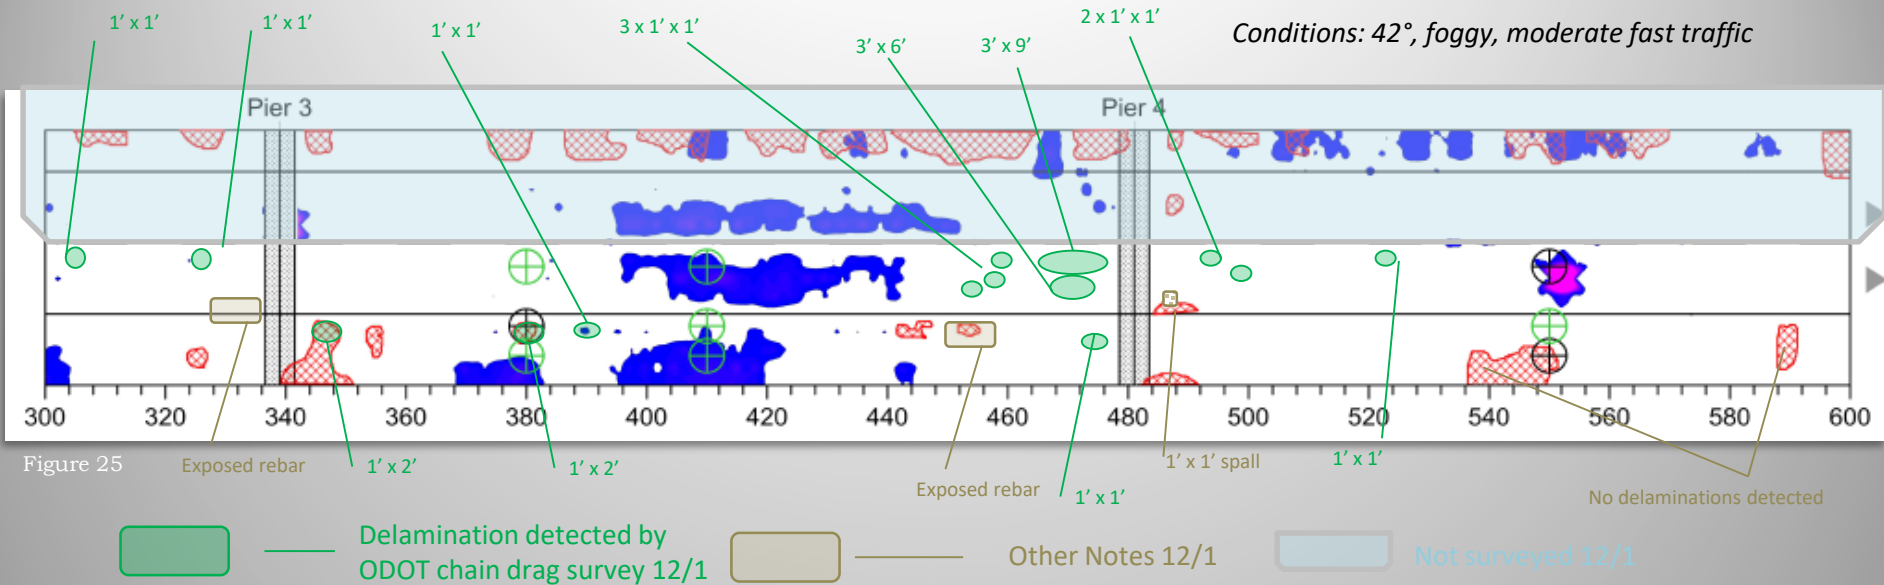 1’ x 1’
1’ x 1’
1’ x 1’
3 x 1’ x 1’
3’ x 6’
3’ x 9’
2 x 1’ x 1’
Conditions: 42°, foggy, moderate fast traffic
Pier 3
Pier 4
300 320 340 360 380 400 420 440 460 480 500 520 540 560 580 600
Figure 25
Exposed rebar
1’ x 2’
1’ x 2’
Exposed rebar
1’ x 1’
1’ x 1’ spall
1’ x 1’
No delaminations detected
Delamination detected by
ODOT chain drag survey 12/1
Other Notes 12/1
Not surveyed 12/1